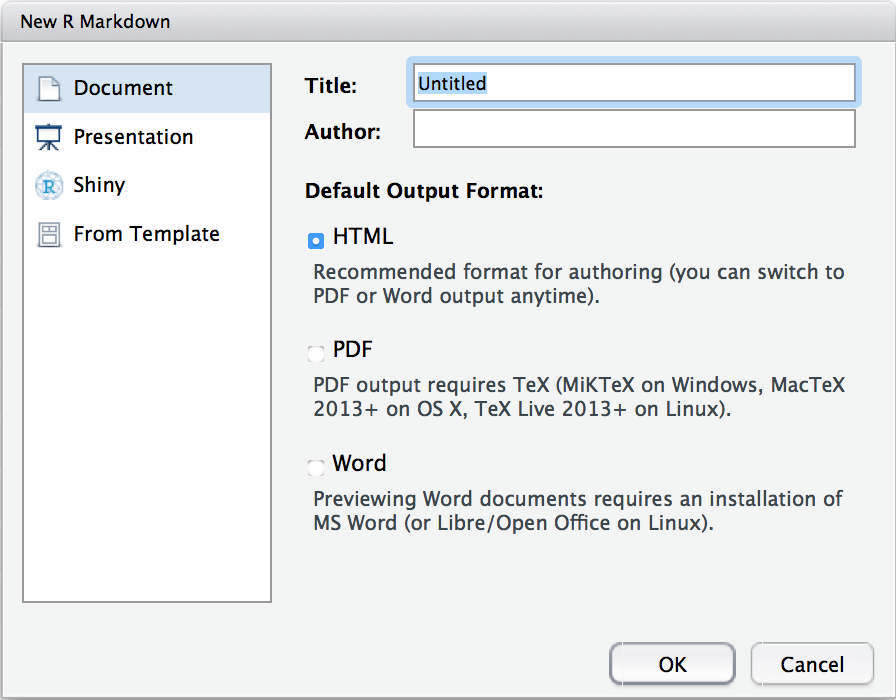 New R Markdown
Document
Presentation
Shiny
From Template
Title: Untitled
Author:
Default Output Format:
HTML
Recommended format for authoring (you can switch to
PDF or Word output anytime).
PDF
PDF output requires TeX (MiKTeX on Windows, MacTeX
2013+ on OS X, TeX Live 2013+ on Linux).
Word
Previewing Word documents requires an installation of
MS Word (or Libre/Open Office on Linux).
OK Cancel